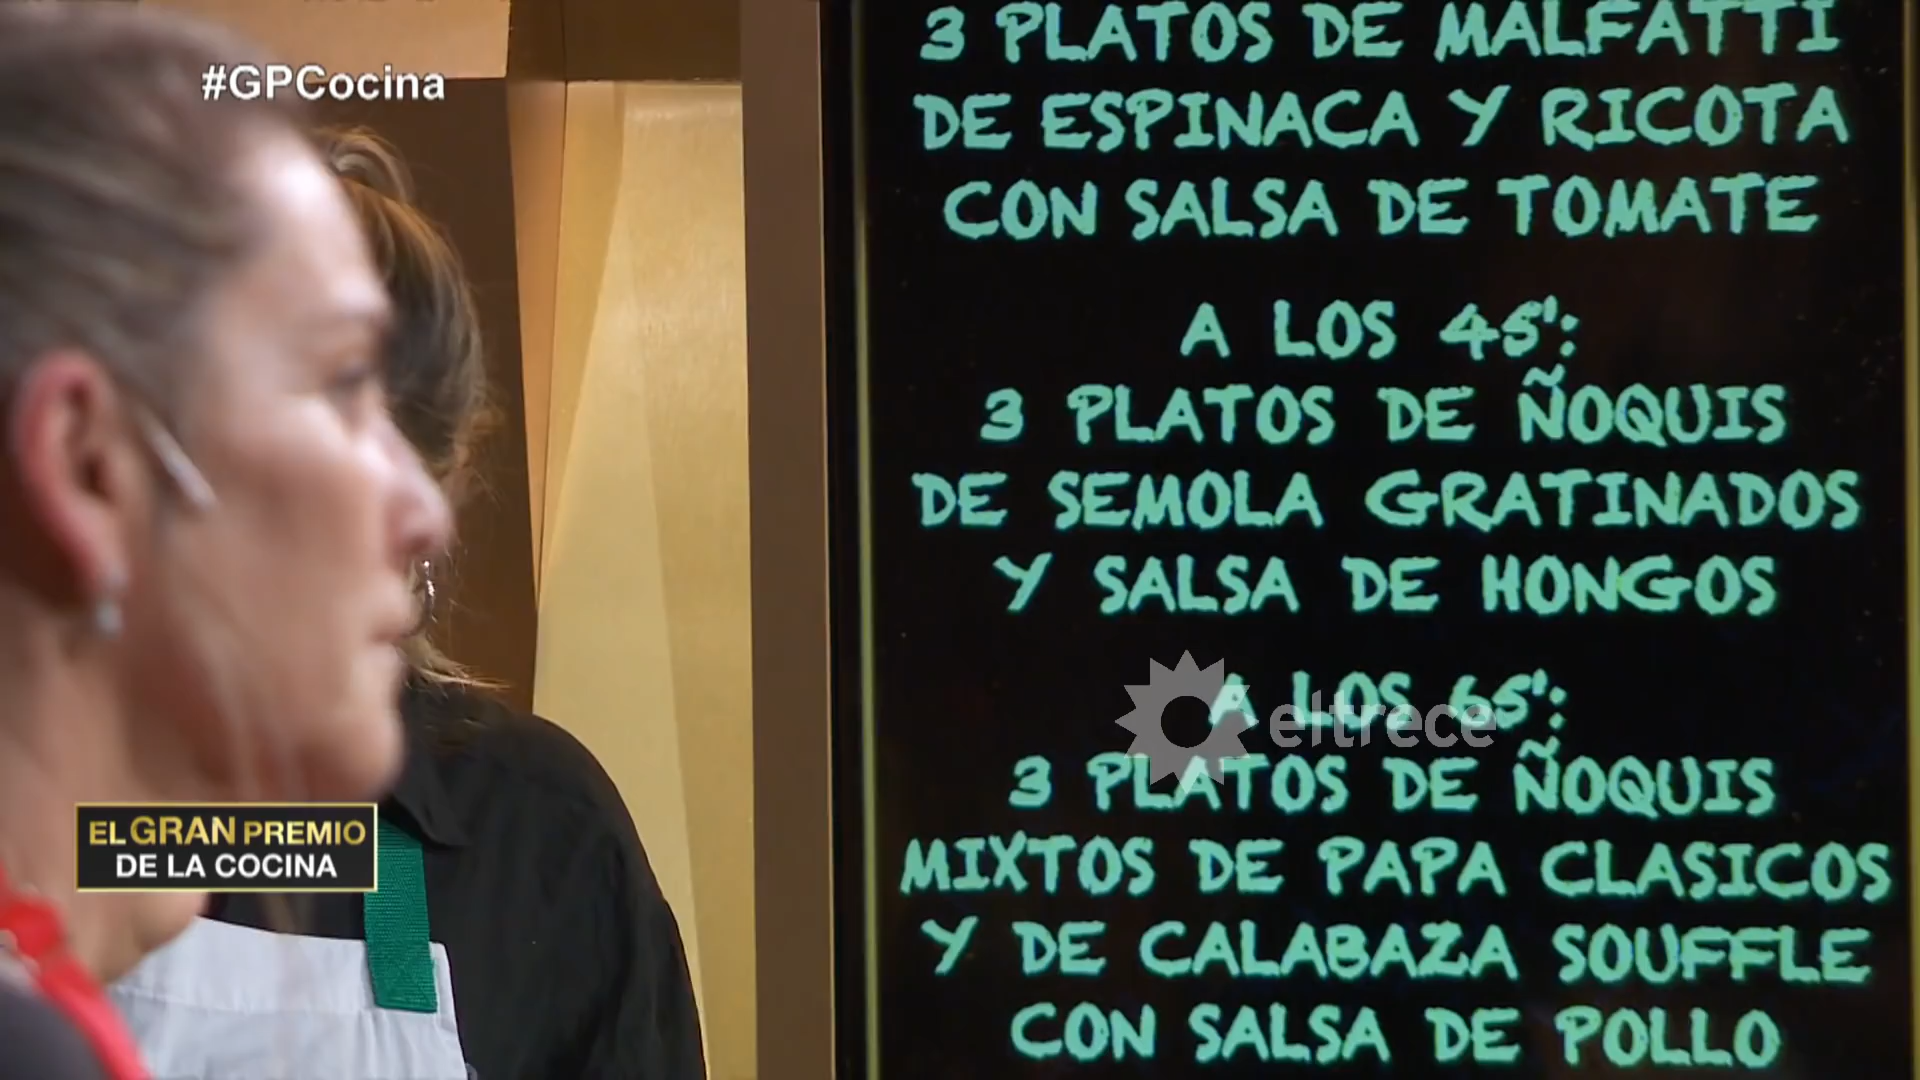 #GPCocina
3 PLATOS DE MALFATTI
DE ESPINACA Y RICOTA
CON SALSA DE TOMATE
A LOS 45':
3 PLATOS DE ÑOQUIS
DE SEMOLA GRATINADOS
Y SALSA DE HONGOS
A LOS 65':
eltrece
3 PLATOS DE ÑOQUIS
MIXTOS DE PAPA CLASICOS
Y DE CALABAZA SOUFFLE
CON SALSA DE POLLO
EL GRAN PREMIO
DE LA COCINA